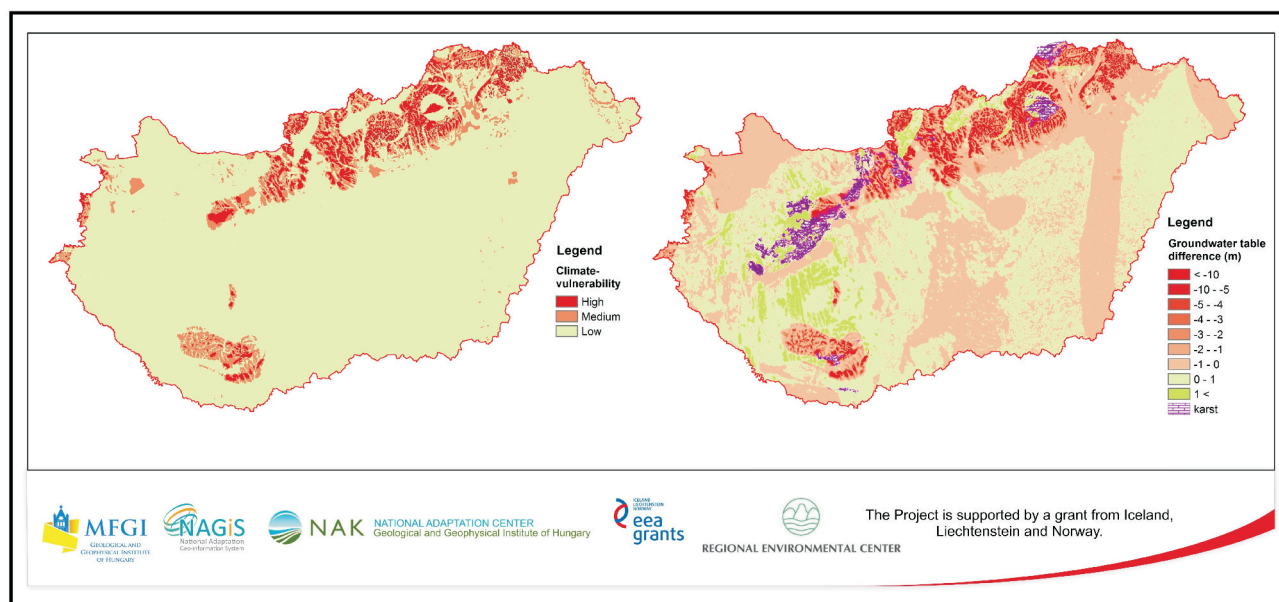 Legend
Climate-
vulnerability
High
Medium
Low
Legend
Groundwater table
difference (m)
< -10
-10 - -5
-5 - -4
-4 - -3
-3 - -2
-2 - -1
-1 - 0
0 - 1
1 <
karst
MFGI
GEOLOGICAL AND
GEOPHYSICAL INSTITUTE
OF HUNGARY
NAGiS
National Adaptation
Geo-information System
NAK
NATIONAL ADAPTATION CENTER
Geological and Geophysical Institute of Hungary
ICELAND
LIECHTENSTEIN
NORWAY
eea
grants
REGIONAL ENVIRONMENTAL CENTER
The Project is supported by a grant from Iceland,
Liechtenstein and Norway.